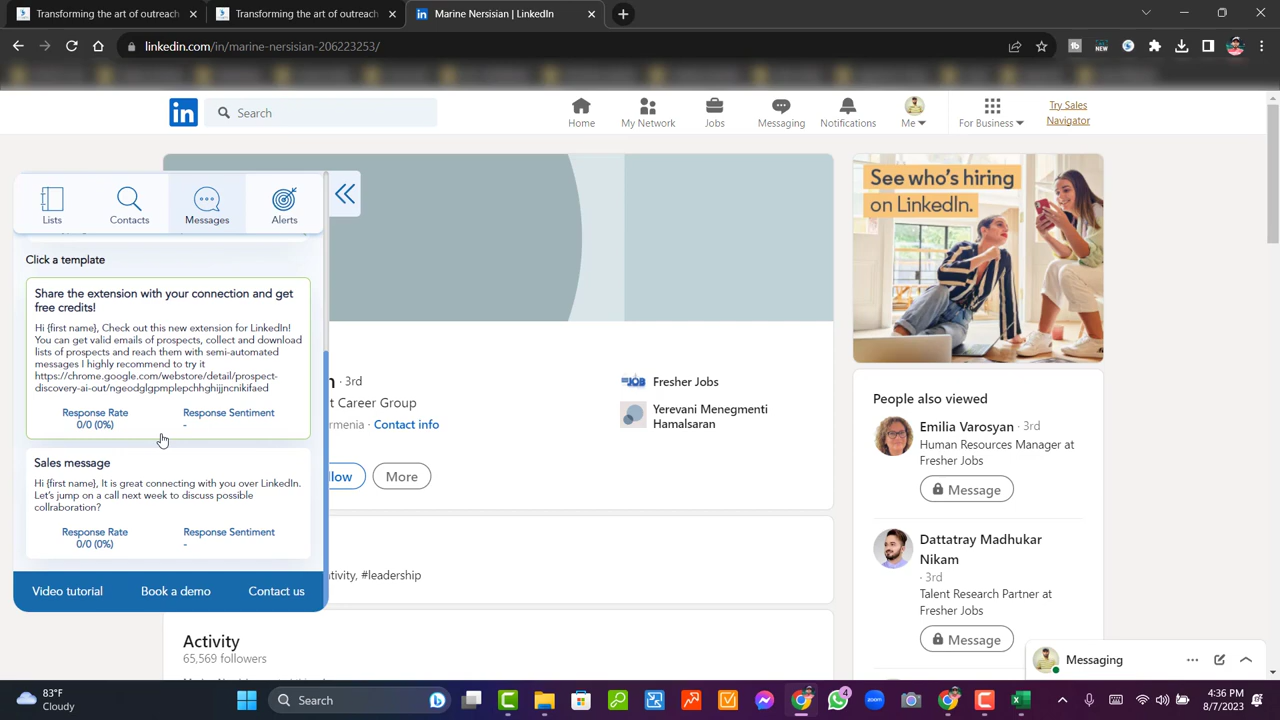 Transforming the art of outreach
Transforming the art of outreach
Marine Nersisian | LinkedIn
linkedin.com/in/marine-nersisian-206223253/
NEW
in
Search
Home
My Network
Jobs
Messaging
Notifications
Me
For Business
Try Sales
Navigator
Lists
Contacts
Messages
Alerts
Click a template
Share the extension with your connection and get
free credits!
Hi {first name}, Check out this new extension for LinkedIn!
You can get valid emails of prospects, collect and download
lists of prospects and reach them with semi-automated
messages I highly recommend to try it
https://chrome.google.com/webstore/detail/prospect-
discovery-ai-out/ngeodglgpmplepchhghijjncnikifaed
Response Rate
0/0 (0%)
Response Sentiment
-
Sales message
Hi {first name}, It is great connecting with you over LinkedIn.
Let's jump on a call next week to discuss possible
collraboration?
Response Rate
0/0 (0%)
Response Sentiment
-
Video tutorial
Book a demo
Contact us
n · 3rd
t Career Group
rmenia · Contact info
llow
More
JOB
Fresher Jobs
Yerevani Menegmenti
Hamalsaran
tivity, #leadership
Activity
65,569 followers
See who's hiring
on LinkedIn.
People also viewed
Emilia Varosyan · 3rd
Human Resources Manager at
Fresher Jobs
Message
Dattatray Madhukar
Nikam
· 3rd
Talent Research Partner at
Fresher Jobs
Message
Messaging
83°F
Cloudy
Search
4
zoom
4:36 PM
8/7/2023